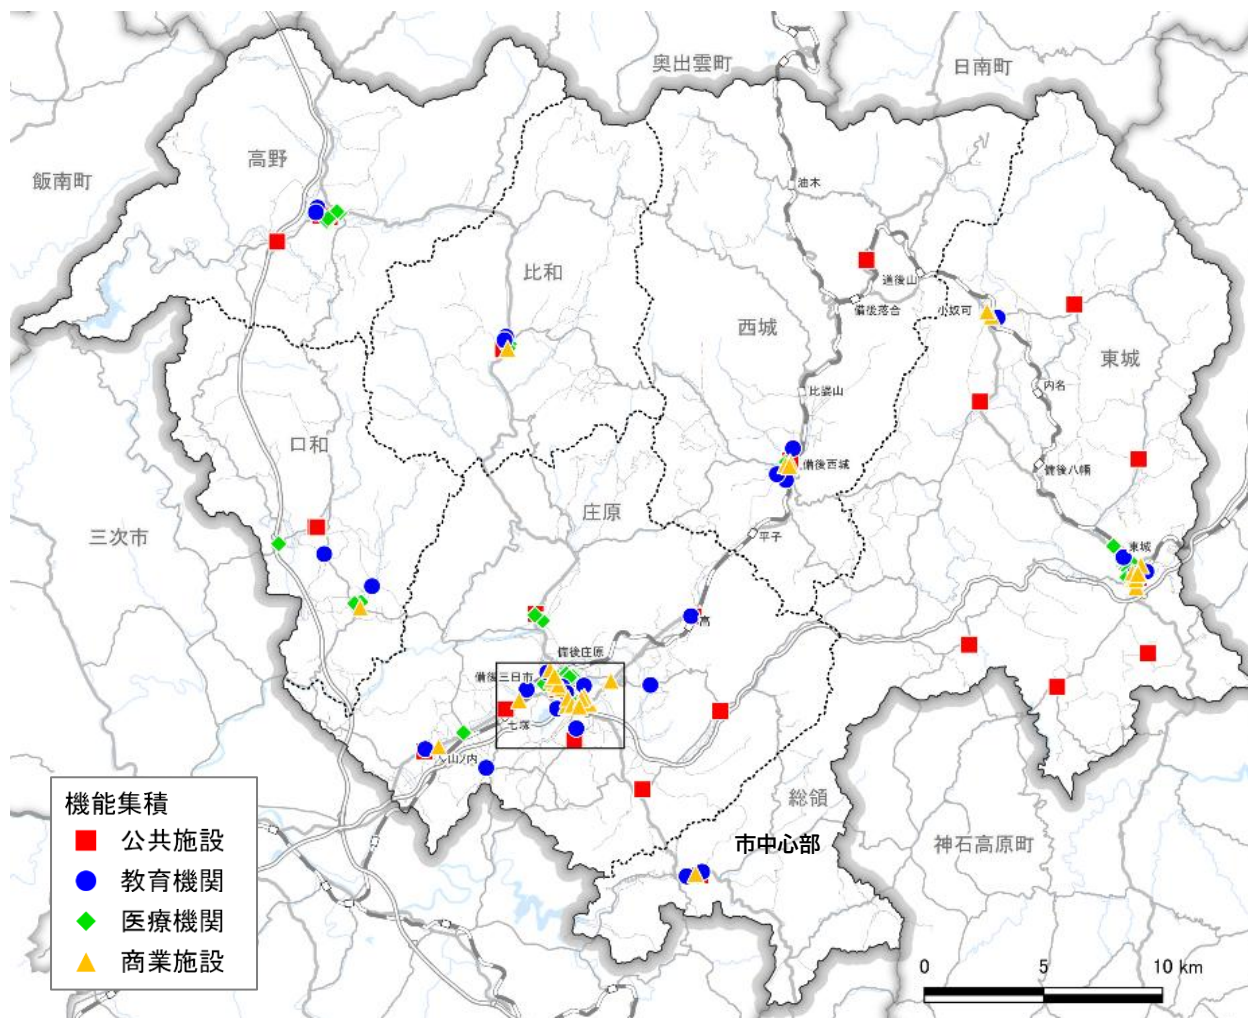 奥出雲町
日南町
高野
飯南町
油木
比和
道後山
備後落合
小奴可
西城
東城
内名
比婆山
口和
備後西城
備後八幡
庄原
三次市
平子
東城
高
備後庄原
備後三日市
七塚
山ノ内
総領
市中心部
神石高原町
機能集積
公共施設
教育機関
医療機関
商業施設
0 5 10 km